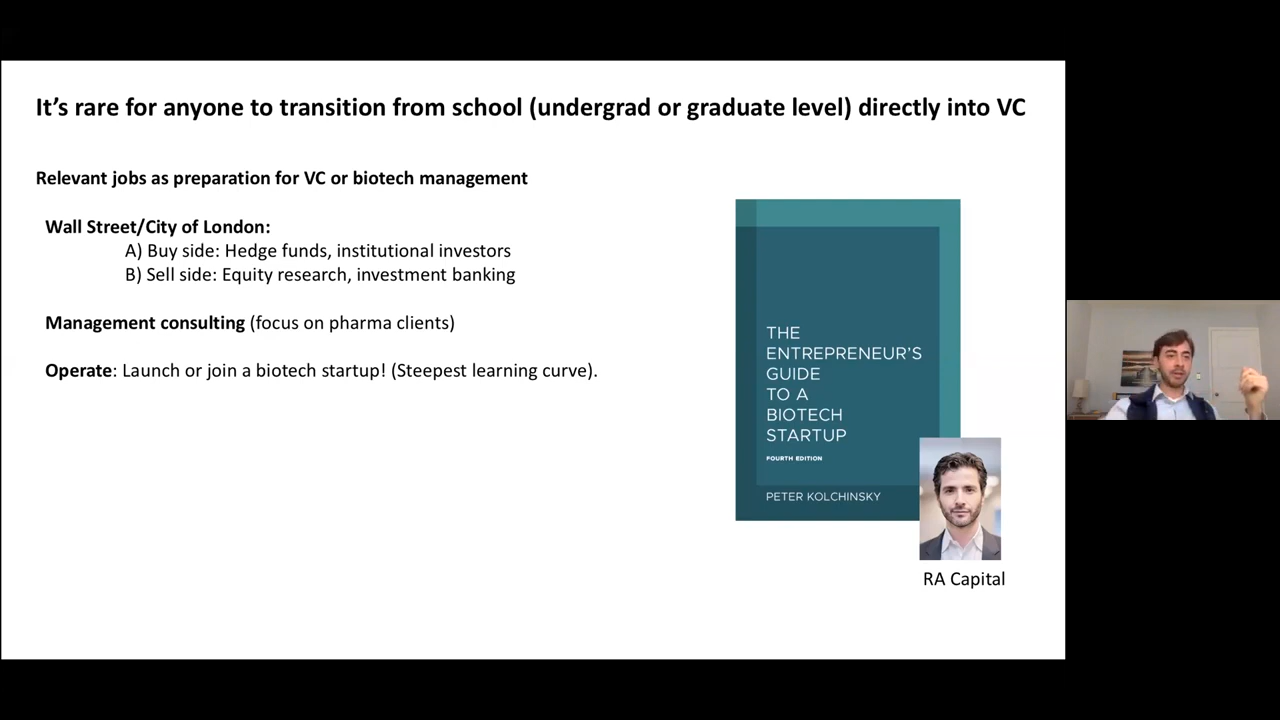 It’s rare for anyone to transition from school (undergrad or graduate level) directly into VC
Relevant jobs as preparation for VC or biotech management
Wall Street/City of London:
A) Buy side: Hedge funds, institutional investors
B) Sell side: Equity research, investment banking
Management consulting (focus on pharma clients)
Operate: Launch or join a biotech startup! (Steepest learning curve).
THE
ENTREPRENEUR’S
GUIDE
TO A
BIOTECH
STARTUP
FOURTH EDITION
PETER KOLCHINSKY
RA Capital